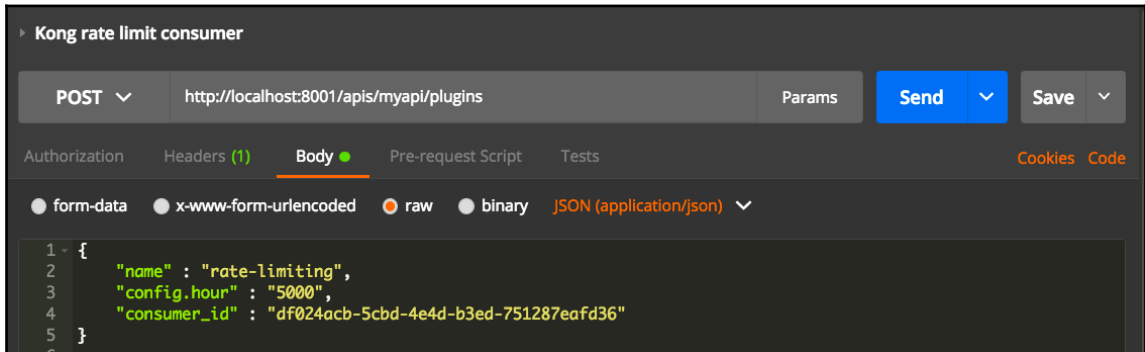 Kong rate limit consumer
POST http://localhost:8001/apis/myapi/plugins Params Send Save
Authorization Headers (1) Body Pre-request Script Tests Cookies Code
form-data x-www-form-urlencoded raw binary JSON (application/json)
1 {
2 "name" : "rate-limiting",
3 "config.hour" : "5000",
4 "consumer_id" : "df024acb-5cbd-4e4d-b3ed-751287eafd36"
5 }